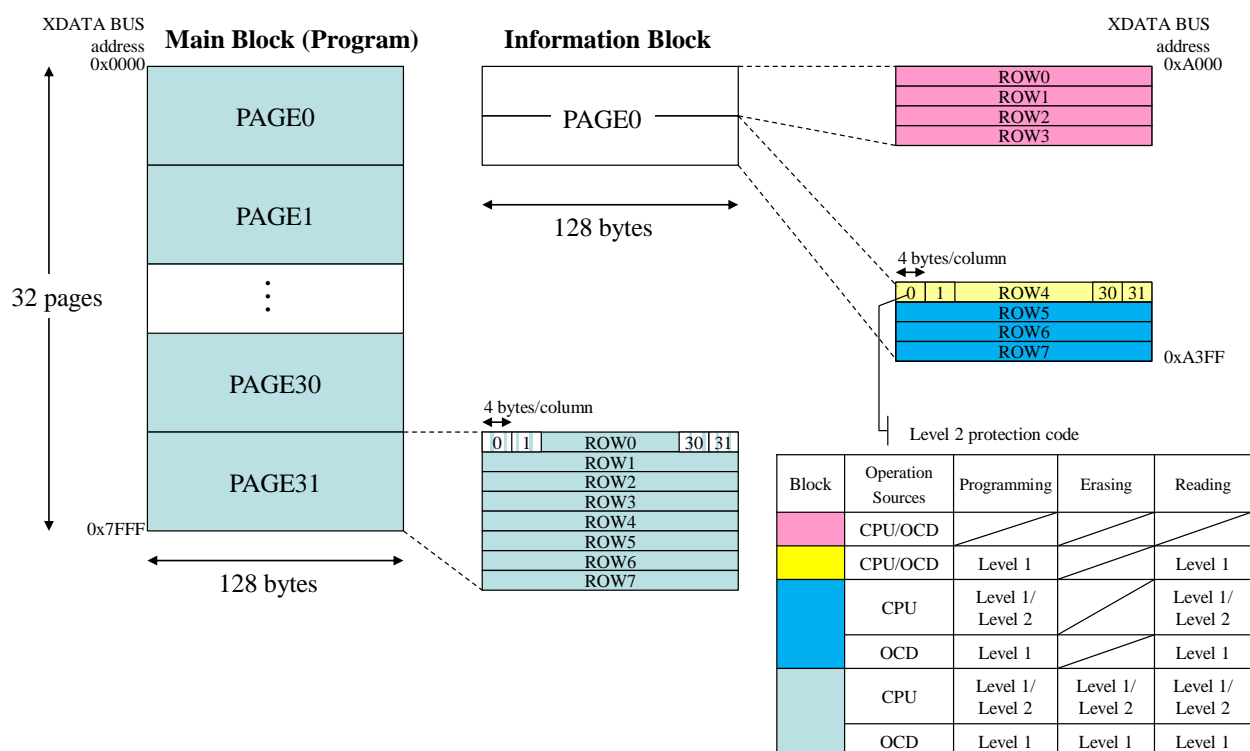 XDATA BUS
address
0x0000
Main Block (Program)
Information Block
XDATA BUS
address
0xA000
PAGE0
PAGE1
⋮
PAGE30
PAGE31
32 pages
0x7FFF
128 bytes
PAGE0
128 bytes
ROW0
ROW1
ROW2
ROW3
4 bytes/column
0 1 ROW4 30 31
ROW5
ROW6
ROW7
0xA3FF
Level 2 protection code
4 bytes/column
0 1 ROW0 30 31
ROW1
ROW2
ROW3
ROW4
ROW5
ROW6
ROW7
Block Operation Sources Programming Erasing Reading
CPU/OCD
CPU/OCD Level 1 Level 1
CPU Level 1/ Level 2 Level 1/ Level 2
OCD Level 1 Level 1
CPU Level 1/ Level 2 Level 1/ Level 2 Level 1/ Level 2
OCD Level 1 Level 1 Level 1